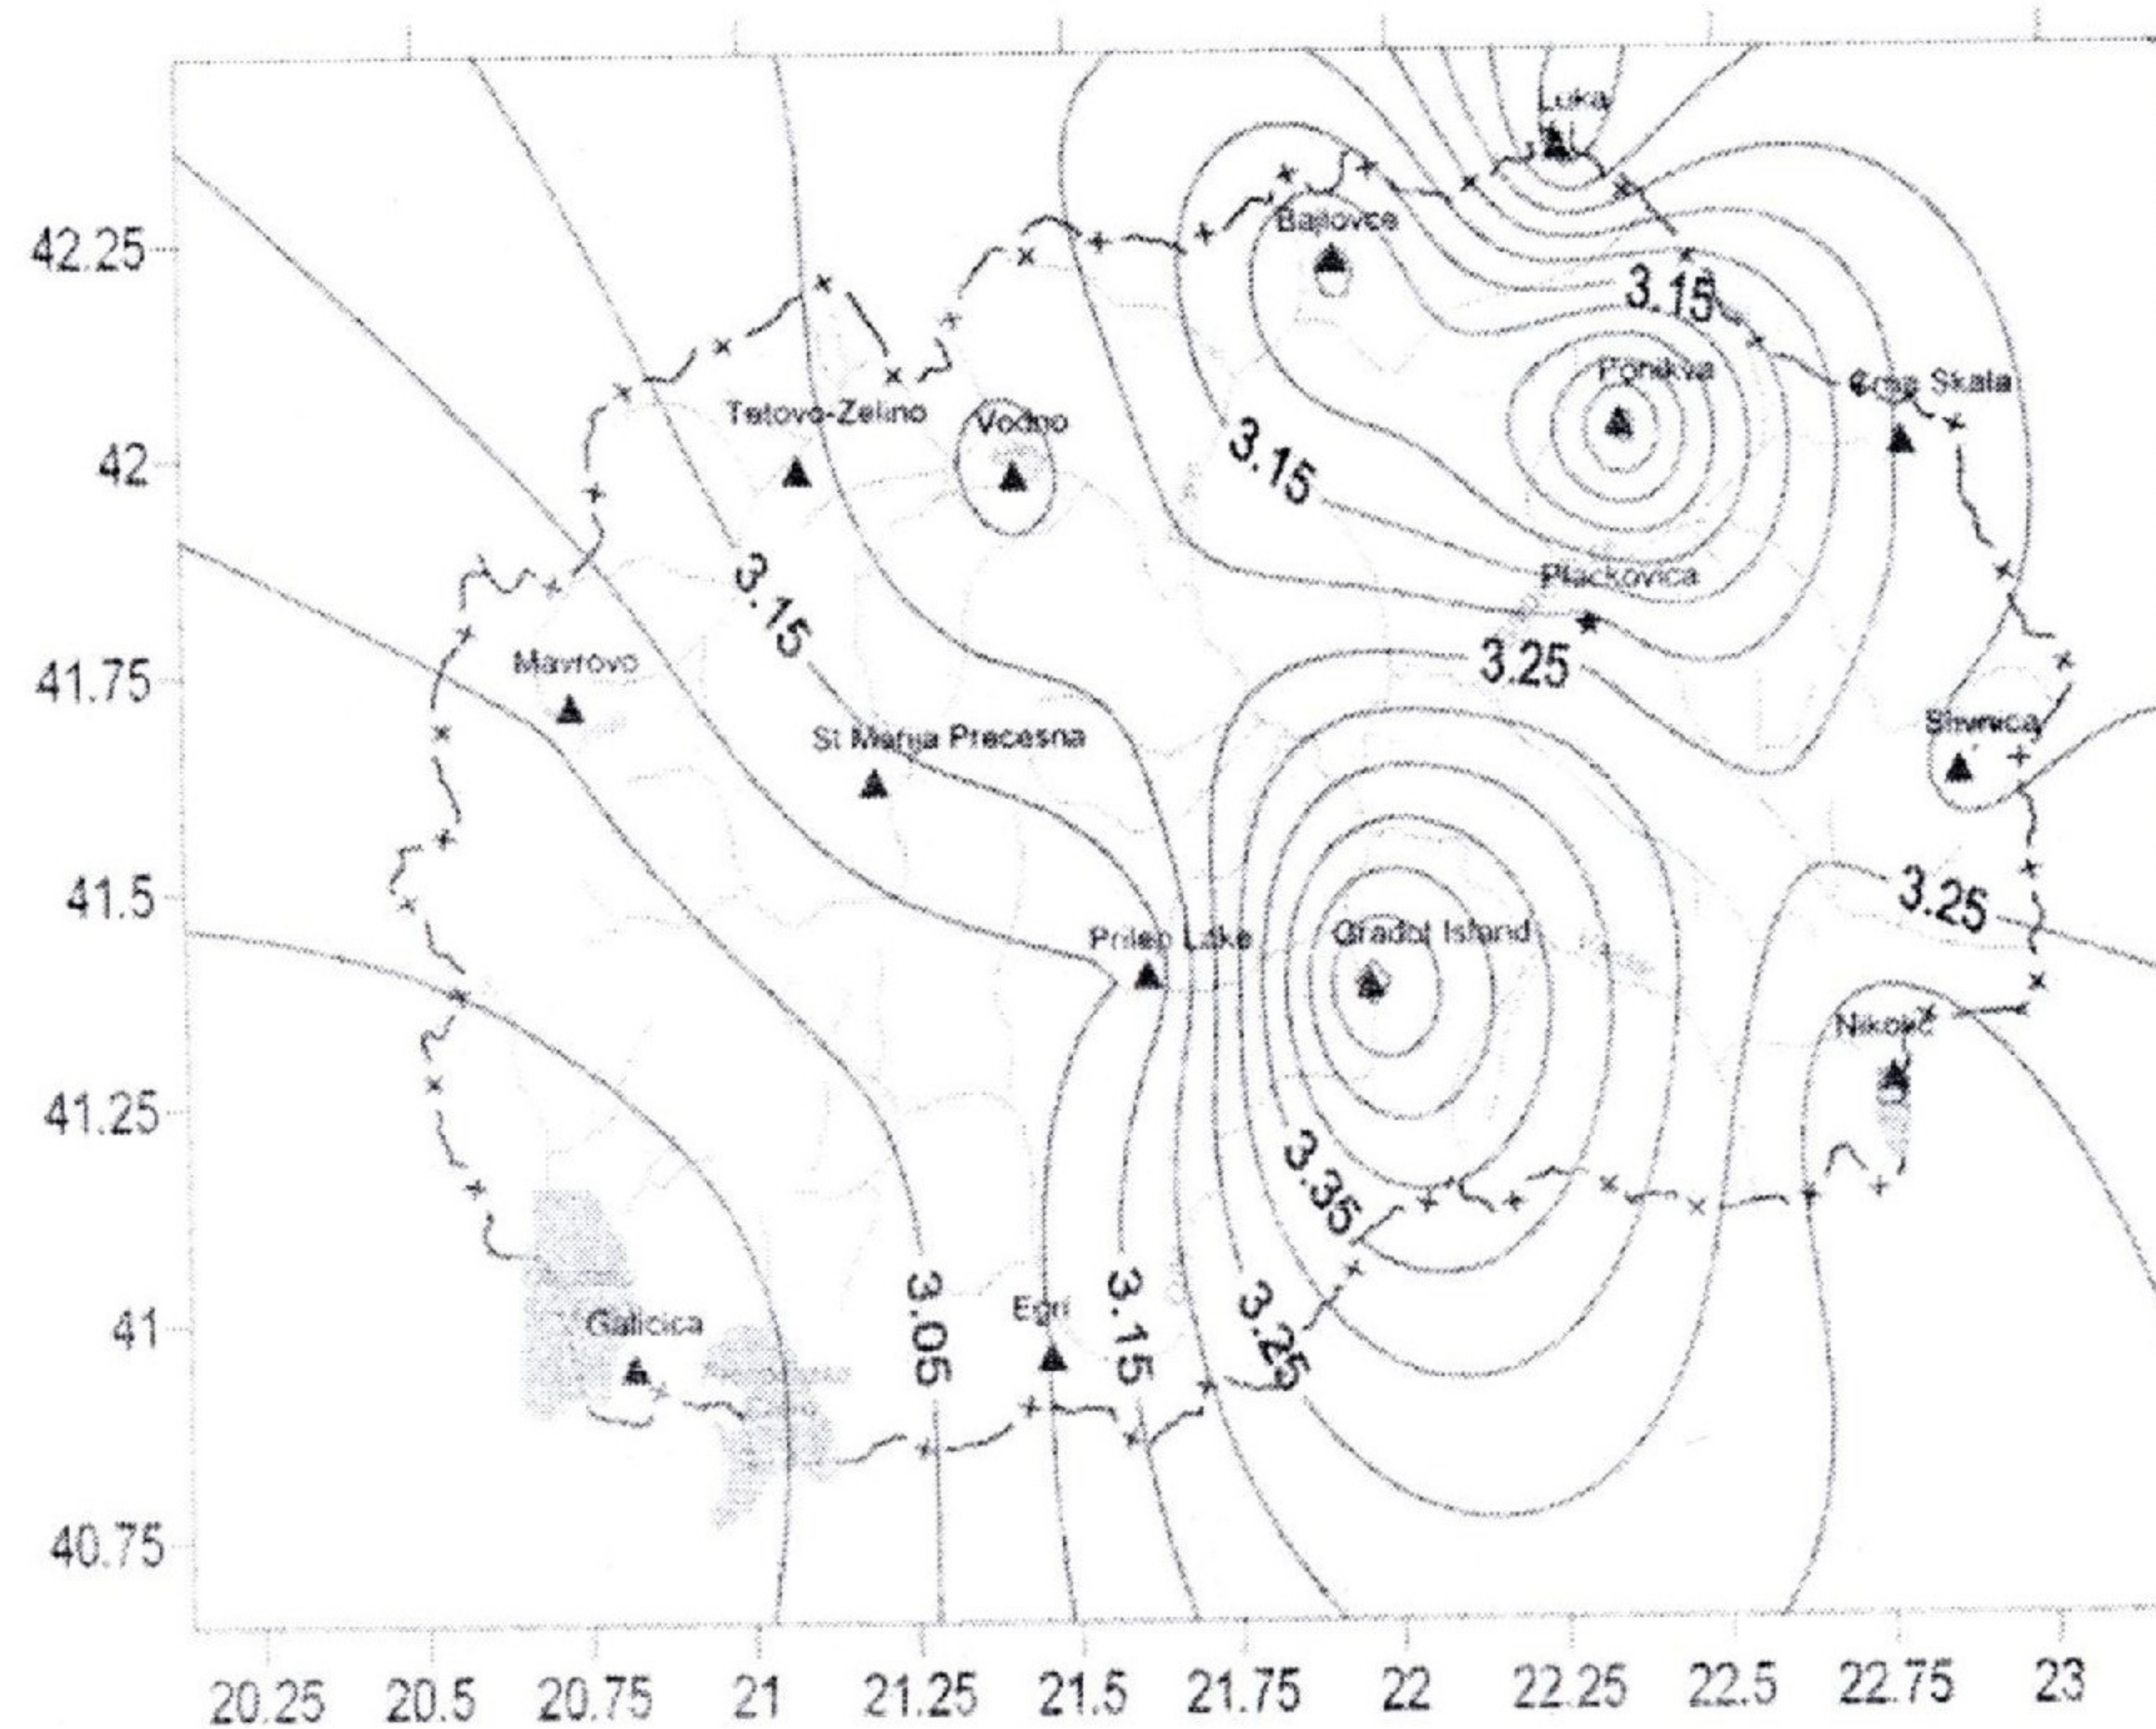 Luka
Bajlovce
42.25
3.15
Ponikva
Crna Skala
Tetovo-Zelino
Vodno
42
3.15
3.15
Plackovica
Mavrovo
3.25
41.75
St Marija Precesna
Slivnica
41.5
3.25
Prilep Lake
Gradot Island
Nikolic
41.25
3.35
3.05
3.15
3.25
Egri
41
Galicica
40.75
20.25 20.5 20.75 21 21.25 21.5 21.75 22 22.25 22.5 22.75 23